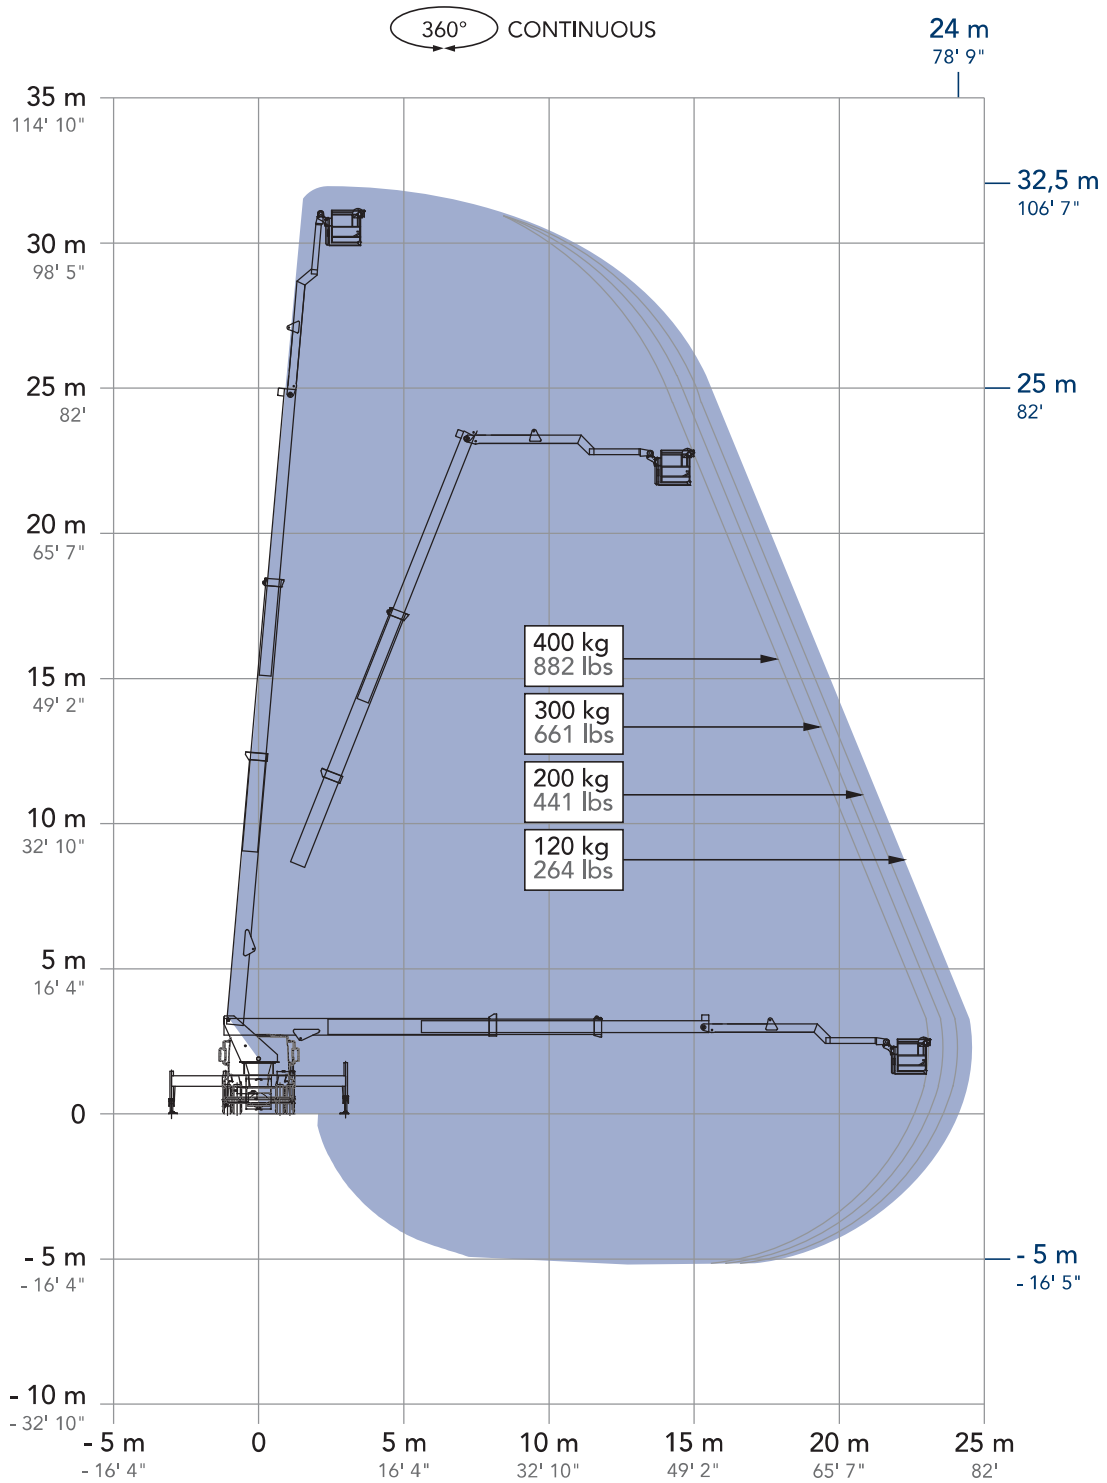 360° CONTINUOUS
24 m
78' 9"
35 m
114' 10"
32,5 m
106' 7"
30 m
98' 5"
25 m
82'
25 m
82'
20 m
65' 7"
400 kg
882 lbs
15 m
49' 2"
300 kg
661 lbs
200 kg
441 lbs
10 m
32' 10"
120 kg
264 lbs
5 m
16' 4"
0
- 5 m
- 16' 4"
- 5 m
- 16' 5"
- 10 m
- 32' 10"
- 5 m 0 5 m 10 m 15 m 20 m 25 m
- 16' 4" 16' 4" 32' 10" 49' 2" 65' 7" 82'